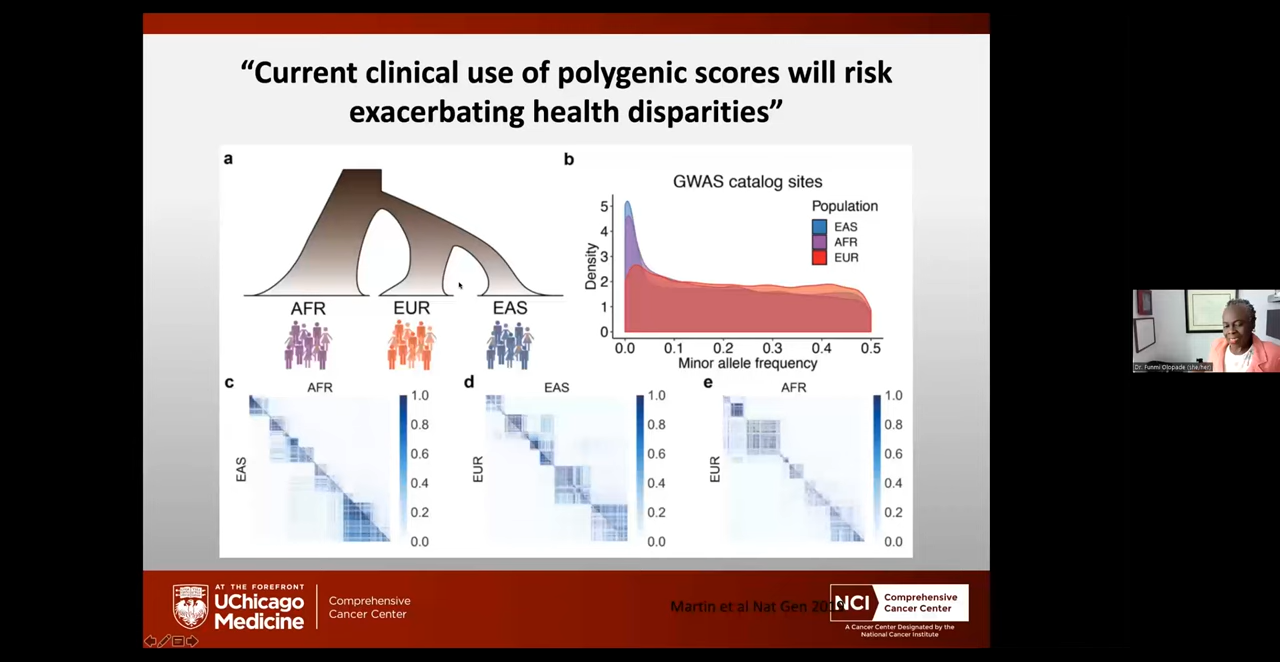 “Current clinical use of polygenic scores will risk
exacerbating health disparities”
a
AFR
EUR
EAS
b
GWAS catalog sites
Population
EAS
AFR
EUR
Density
5
4
3
2
1
0
0.0 0.1 0.2 0.3 0.4 0.5
Minor allele frequency
c
AFR
EAS
1.0
0.8
0.6
0.4
0.2
0.0
d
EAS
EUR
1.0
0.8
0.6
0.4
0.2
0.0
e
AFR
EUR
1.0
0.8
0.6
0.4
0.2
0.0
AT THE FOREFRONT
UChicago
Medicine
Comprehensive
Cancer Center
Martin et al Nat Gen
NCI
Comprehensive
Cancer Center
A Cancer Center Designated by the
National Cancer Institute
Dr. Funmi Olopade (she/her)